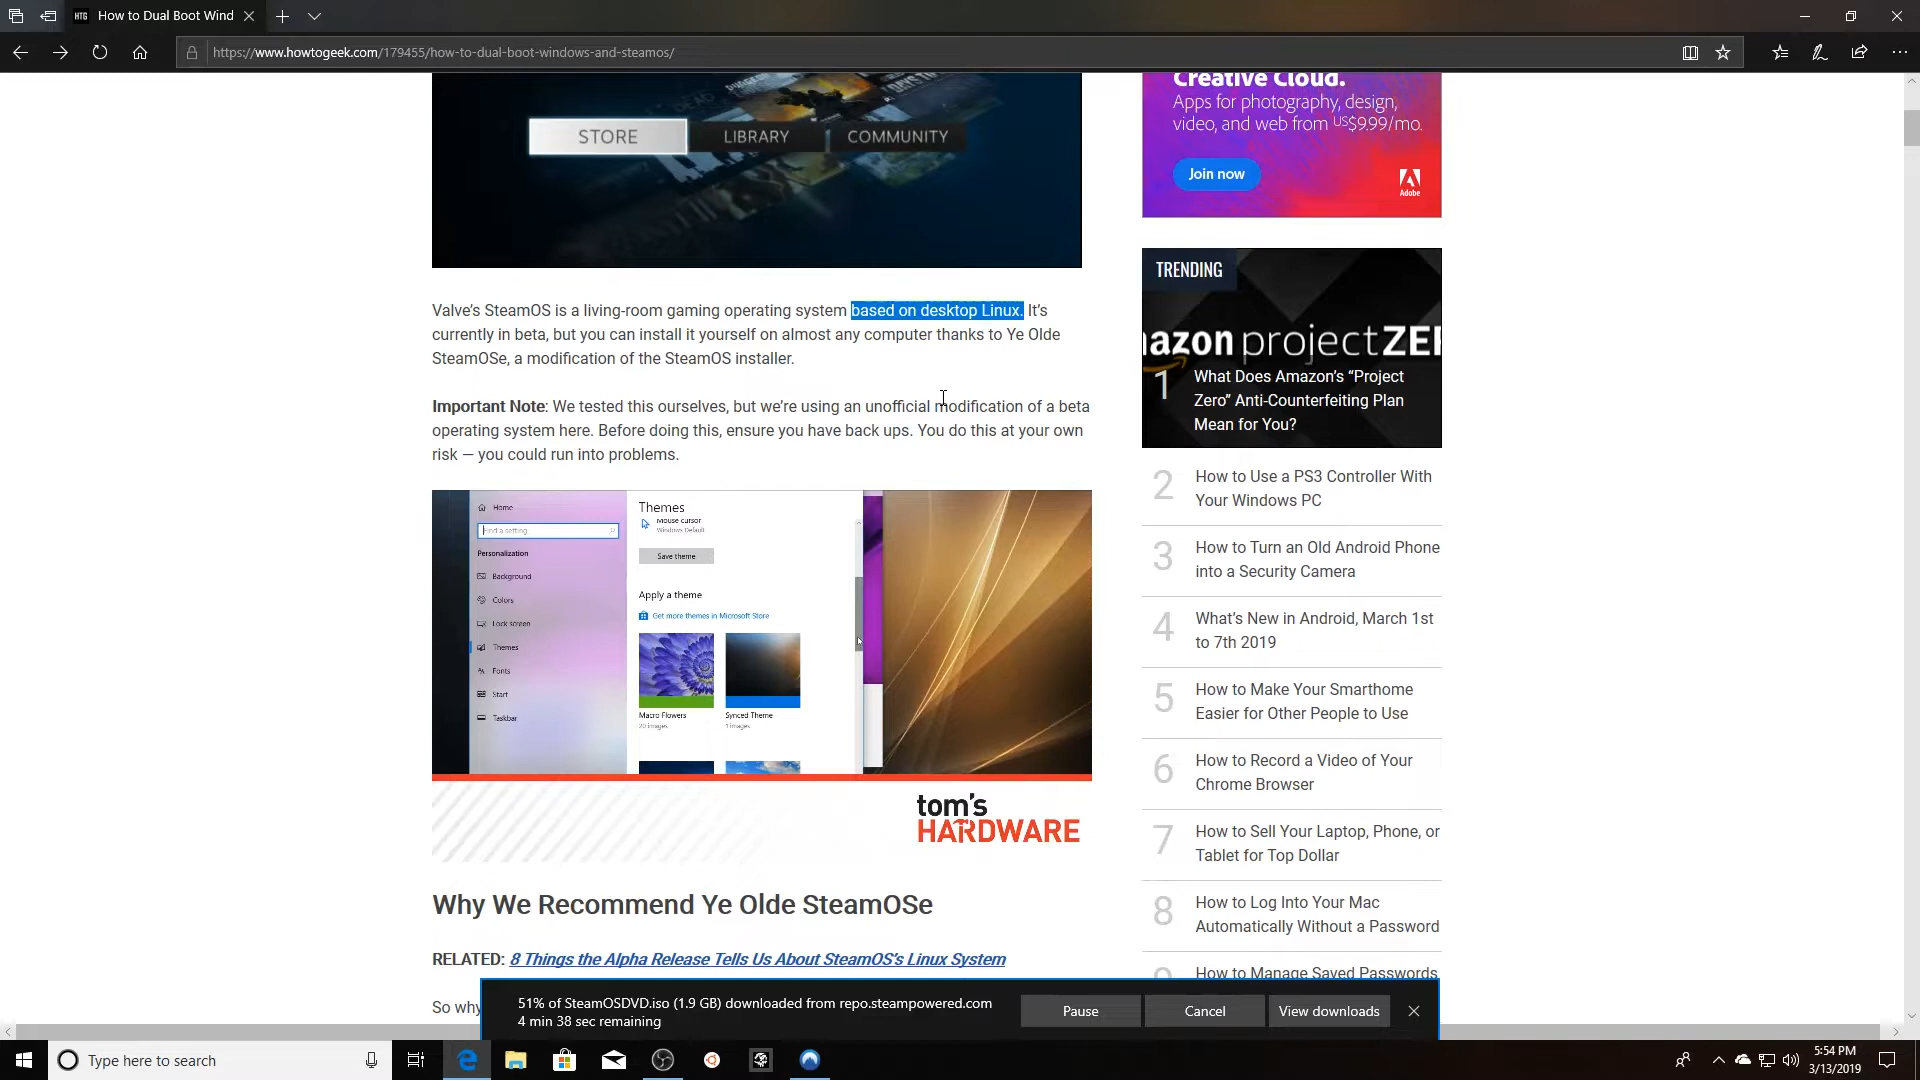 How to Dual Boot Wind
https://www.howtogeek.com/179455/how-to-dual-boot-windows-and-steamos/
STORE
LIBRARY
COMMUNITY
Valve's SteamOS is a living-room gaming operating system based on desktop Linux. It's
currently in beta, but you can install it yourself on almost any computer thanks to Ye Olde
SteamOSe, a modification of the SteamOS installer.
Important Note: We tested this ourselves, but we're using an unofficial modification of a beta
operating system here. Before doing this, ensure you have back ups. You do this at your own
risk — you could run into problems.
Home
Find a setting
Personalization
Background
Colors
Lock screen
Themes
Fonts
Start
Taskbar
Themes
Mouse cursor
Windows Default
Save theme
Apply a theme
Get more themes in Microsoft Store
Macro Flowers
20 images
Synced Theme
1 images
tom's
HARDWARE
Why We Recommend Ye Olde SteamOSe
RELATED: 8 Things the Alpha Release Tells Us About SteamOS's Linux System
So why
Creative Cloud.
Apps for photography, design,
video, and web from US$9.99/mo.
Join now
Adobe
TRENDING
azon projectZE
1
What Does Amazon's “Project
Zero” Anti-Counterfeiting Plan
Mean for You?
2
How to Use a PS3 Controller With
Your Windows PC
3
How to Turn an Old Android Phone
into a Security Camera
4
What's New in Android, March 1st
to 7th 2019
5
How to Make Your Smarthome
Easier for Other People to Use
6
How to Record a Video of Your
Chrome Browser
7
How to Sell Your Laptop, Phone, or
Tablet for Top Dollar
8
How to Log Into Your Mac
Automatically Without a Password
How to Manage Saved Passwords
51% of SteamOSDVD.iso (1.9 GB) downloaded from repo.steampowered.com
4 min 38 sec remaining
Pause
Cancel
View downloads
Type here to search
5:54 PM
3/13/2019